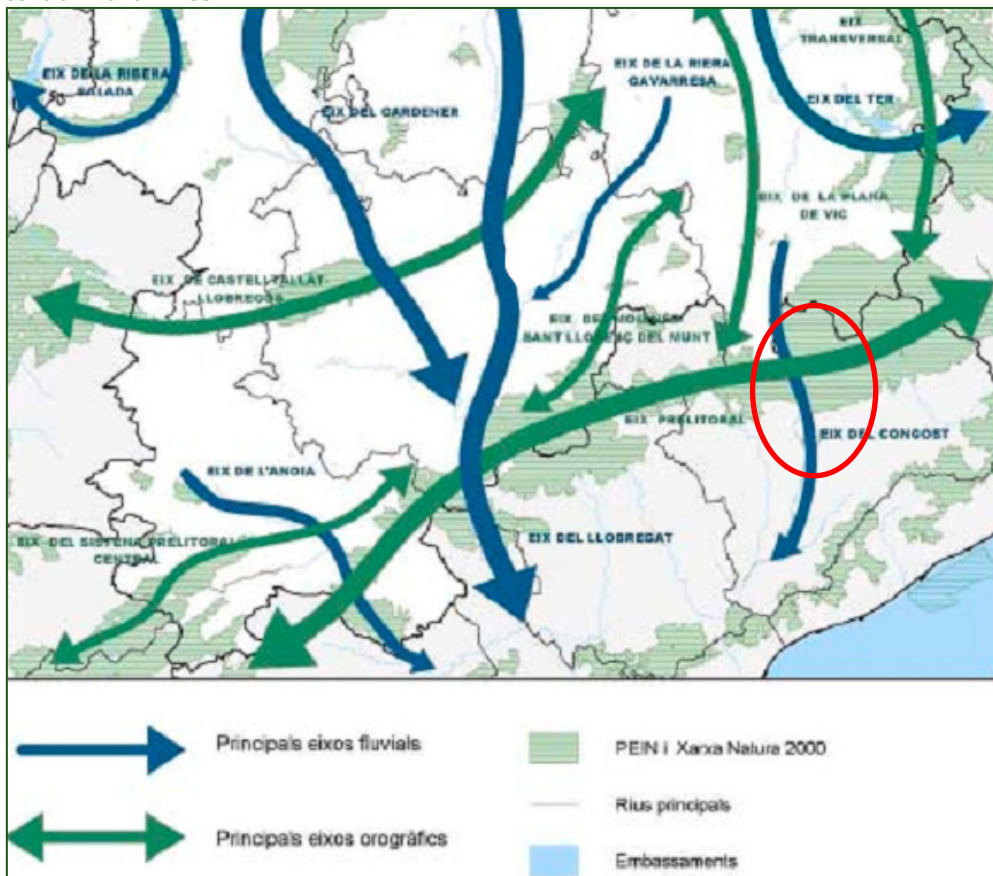 EIX
TRANSVERSAL
EIX DE LA RIBERA
SALADA
EIX DE LA RIERA
GAVARRESA
EIX DEL CARDENER
EIX DEL TER
EIX DE LA PLANA
DE VIC
EIX DE CASTELLTALLAT-
LLOBREGÓS
EIX DEL
SANT LLORENÇ DEL MUNT
EIX PRELITORAL
EIX DEL CONGOST
EIX DE L'ANOIA
EIX DEL SISTEMA PRELITORAL
CENTRAL
EIX DEL LLOBREGAT
Principals eixos fluvials
PEIN i Xarxa Natura 2000
Rius principals
Principals eixos orogràfics
Embassaments